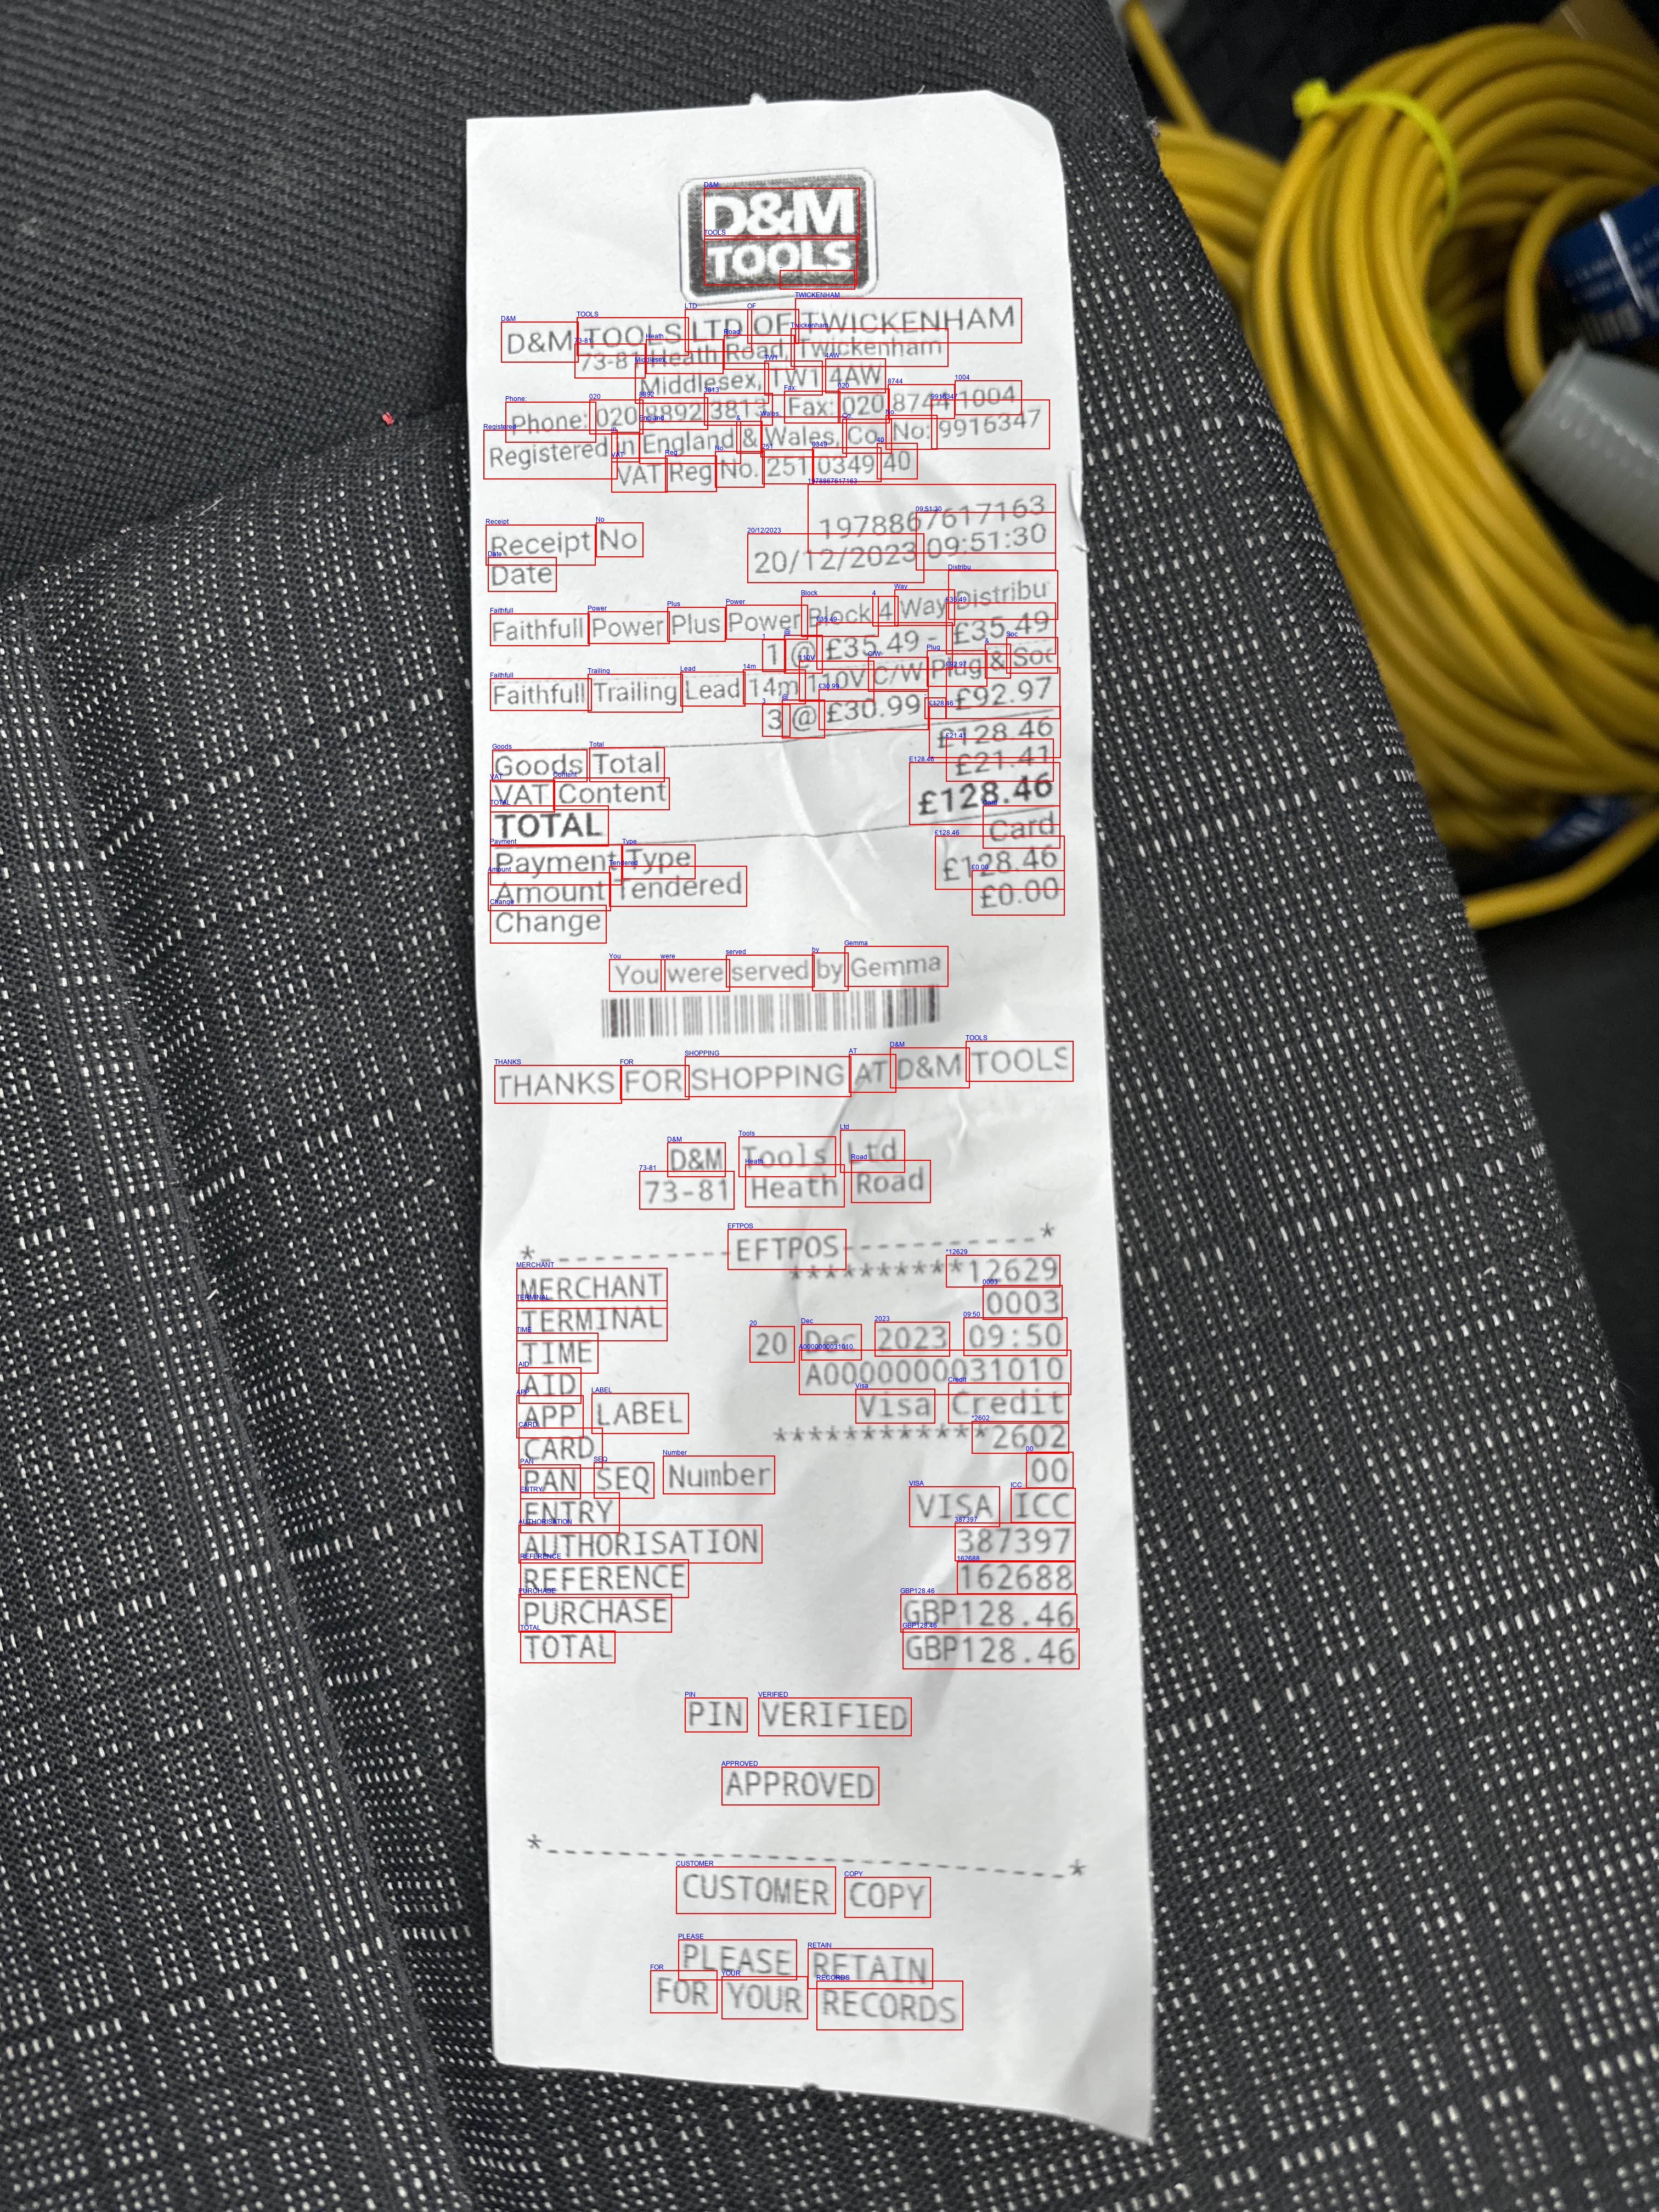 D&M
TOOLS
D&M TOOLS LTD OF TWICKENHAM
73-81 Heath Road, Twickenham
Middlesex, TW1 4AW
Phone: 020 8892 3813 Fax: 020 8744 1004
Registered in England & Wales, Co No: 9916347
VAT Reg No. 251 0349 40
Receipt No 1978867617163
Date 20/12/2023 09:51:30
Faithfull Power Plus Power Block 4 Way Distribu
1 @ £35.49 - £35.49
Faithfull Trailing Lead 14m 110V C/W Plug & Soc
3 @ £30.99 - £92.97
Goods Total £128.46
VAT Content £21.41
TOTAL £128.46
Payment Type Card
Amount Tendered £128.46
Change £0.00
You were served by Gemma
THANKS FOR SHOPPING AT D&M TOOLS
D&M Tools Ltd
73-81 Heath Road
*-----------EFTPOS-----------*
MERCHANT **********12629
TERMINAL 0003
TIME 20 Dec 2023 09:50
AID A0000000031010
APP LABEL Visa Credit
CARD ************2602
PAN SEQ Number 00
ENTRY VISA ICC
AUTHORISATION 387397
REFERENCE 162688
PURCHASE GBP128.46
TOTAL GBP128.46
PIN VERIFIED
APPROVED
*----------------------------*
CUSTOMER COPY
PLEASE RETAIN
FOR YOUR RECORDS